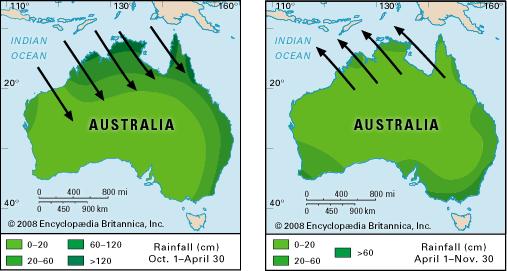 110° 130° 160°
INDIAN
OCEAN
20°
AUSTRALIA
40°
0 400 800 mi
0 450 900 km
© 2008 Encyclopædia Britannica, Inc.
0–20 60–120 Rainfall (cm)
20–60 >120 Oct. 1–April 30
110° 130° 160°
INDIAN
OCEAN
20°
AUSTRALIA
40°
0 400 800 mi
0 450 900 km
© 2008 Encyclopædia Britannica, Inc.
0–20 >60 Rainfall (cm)
20–60 April 1–Nov. 30